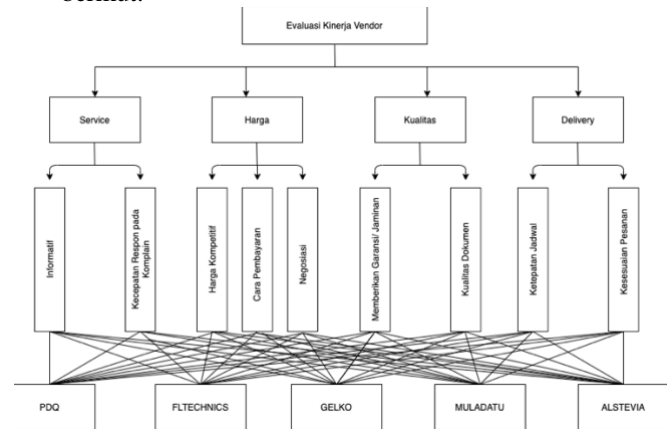 berikut.
Evaluasi Kinerja Vendor
Service
Harga
Kualitas
Delivery
Informatif
Kecepatan Respon pada
Komplain
Harga Kompetitif
Cara Pembayaran
Negosiasi
Memberikan Garansi/ Jaminan
Kualitas Dokumen
Ketepatan Jadwal
Kesesuaian Pesanan
PDQ
FLTECHNICS
GELKO
MULADATU
ALSTEVIA